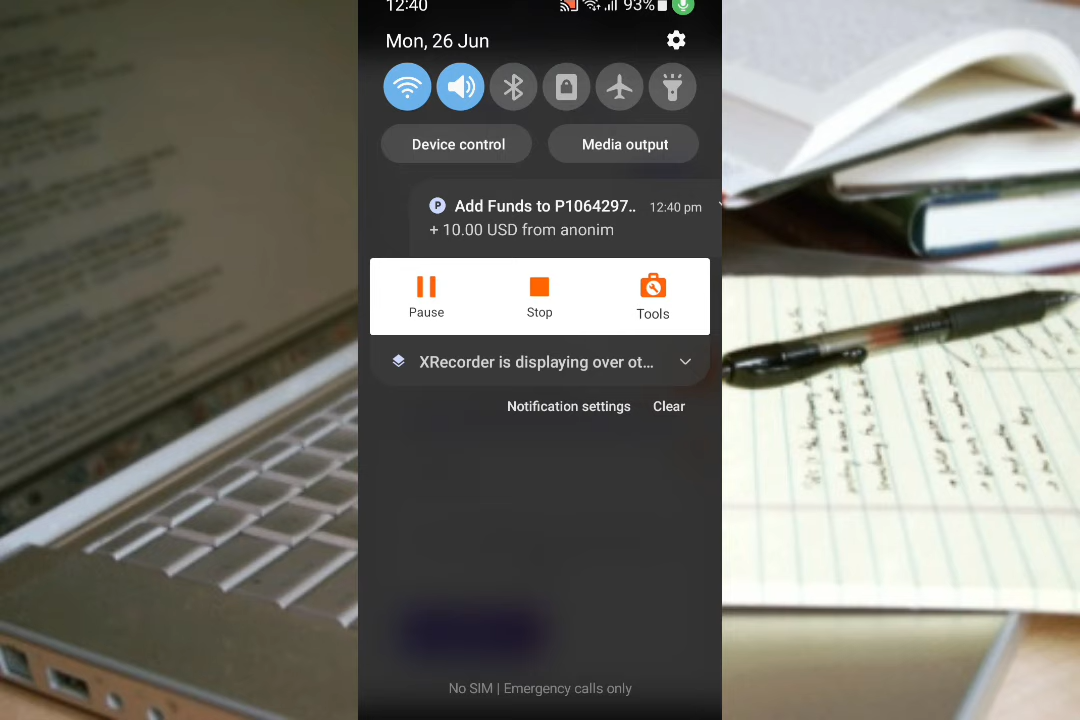 12:40 93%
Mon, 26 Jun
Device control Media output
P Add Funds to P1064297.. 12:40 pm
+ 10.00 USD from anonim
Pause Stop Tools
XRecorder is displaying over ot...
Notification settings Clear
No SIM | Emergency calls only